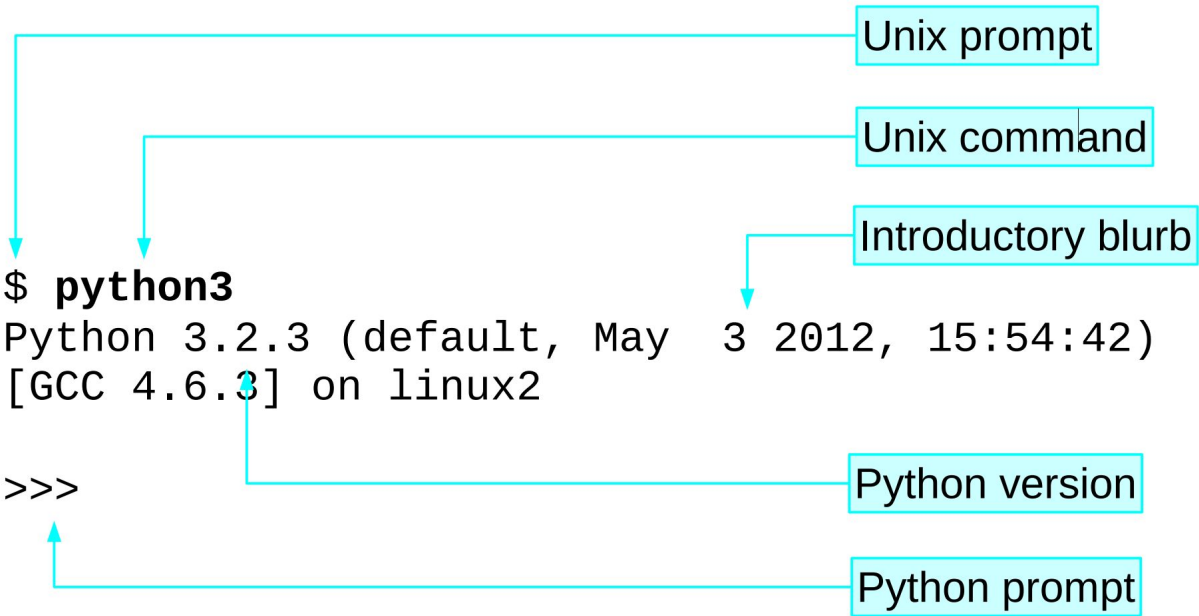 Unix prompt
Unix command
Introductory blurb
$ python3
Python 3.2.3 (default, May  3 2012, 15:54:42)
[GCC 4.6.3] on linux2
>>>
Python version
Python prompt